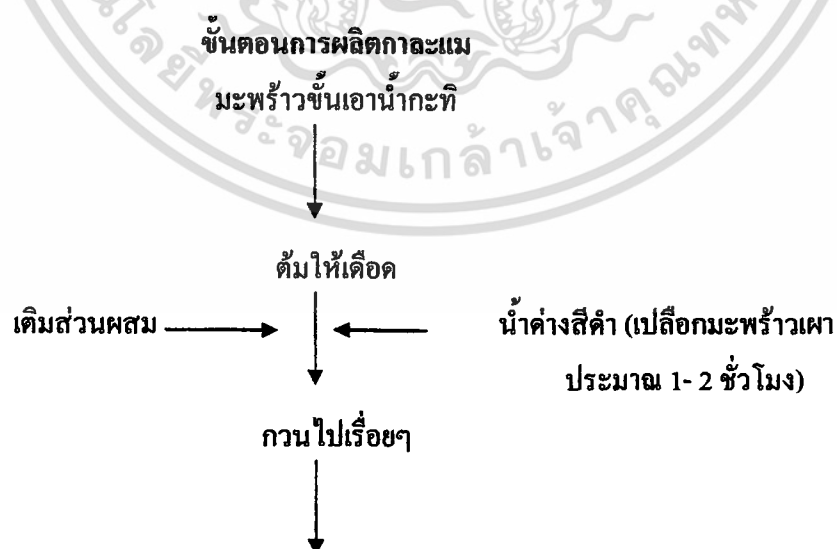 ขั้นตอนการผลิตกาละแม
มะพร้าวขั้นเอาน้ำกะทิ
ต้มให้เดือด
เติมส่วนผสม
น้ำค่างสีดำ (เปลือกมะพร้าวเผา
ประมาณ 1- 2 ชั่วโมง)
กวนไปเรื่อยๆ